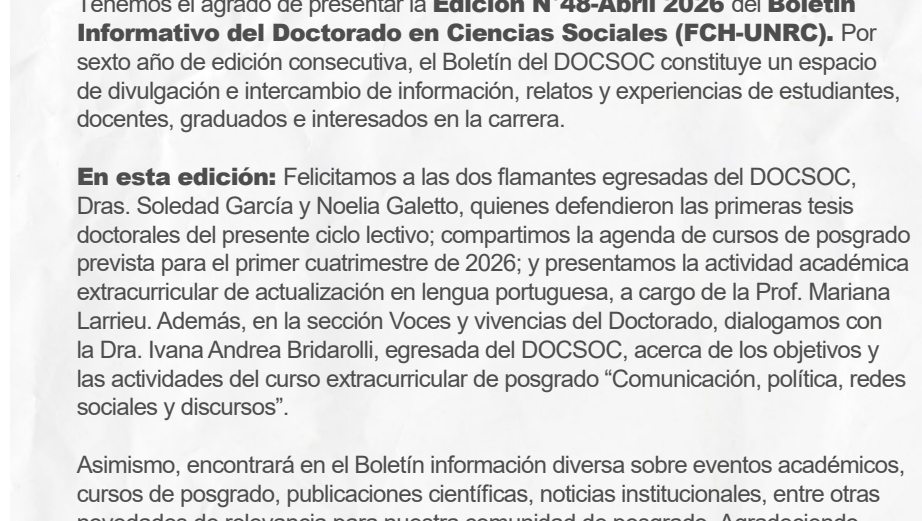 Tenemos el agrado de presentar la Edición N°48-Abril 2026 del Boletín
Informativo del Doctorado en Ciencias Sociales (FCH-UNRC). Por
sexto año de edición consecutiva, el Boletín del DOCSOC constituye un espacio
de divulgación e intercambio de información, relatos y experiencias de estudiantes,
docentes, graduados e interesados en la carrera.
En esta edición: Felicitamos a las dos flamantes egresadas del DOCSOC,
Dras. Soledad García y Noelia Galetto, quienes defendieron las primeras tesis
doctorales del presente ciclo lectivo; compartimos la agenda de cursos de posgrado
prevista para el primer cuatrimestre de 2026; y presentamos la actividad académica
extracurricular de actualización en lengua portuguesa, a cargo de la Prof. Mariana
Larrieu. Además, en la sección Voces y vivencias del Doctorado, dialogamos con
la Dra. Ivana Andrea Bridarolli, egresada del DOCSOC, acerca de los objetivos y
las actividades del curso extracurricular de posgrado “Comunicación, política, redes
sociales y discursos”.
Asimismo, encontrará en el Boletín información diversa sobre eventos académicos,
cursos de posgrado, publicaciones científicas, noticias institucionales, entre otras
novedades de relevancia para nuestra comunidad de posgrado. Agradeciendo